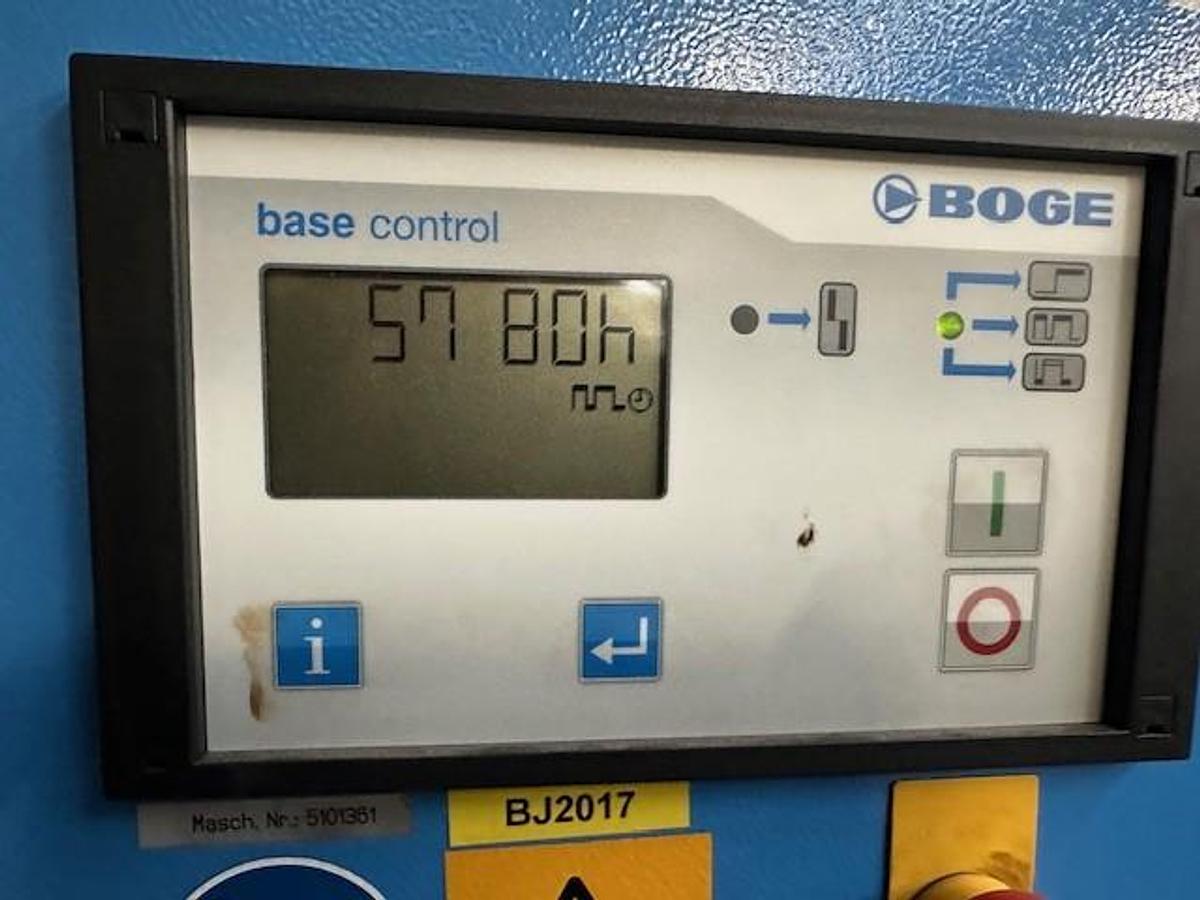 BOGE
base control
57 80h
i
Masch. Nr.: 5101361
BJ2017